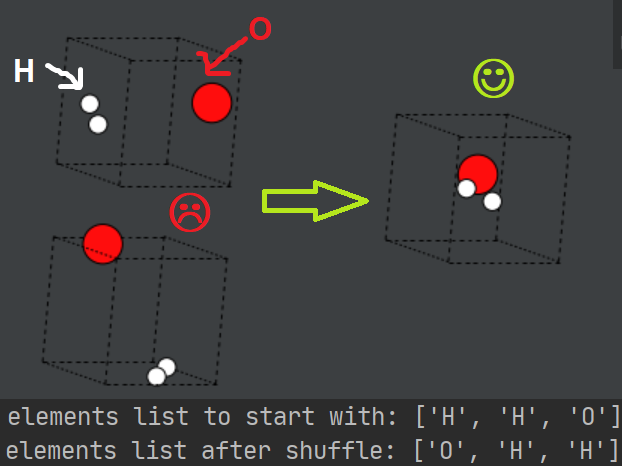 O
H
elements list to start with: ['H', 'H', 'O']
elements list after shuffle: ['O', 'H', 'H']